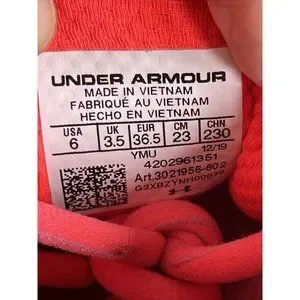 UNDER ARMOUR
MADE IN VIETNAM
FABRIQUÉ AU VIETNAM
HECHO EN VIETNAM
USA UK EUR CM CHN
6 3.5 36.5 23 230
YMU 12/19
4202961351
Art.3021956-602